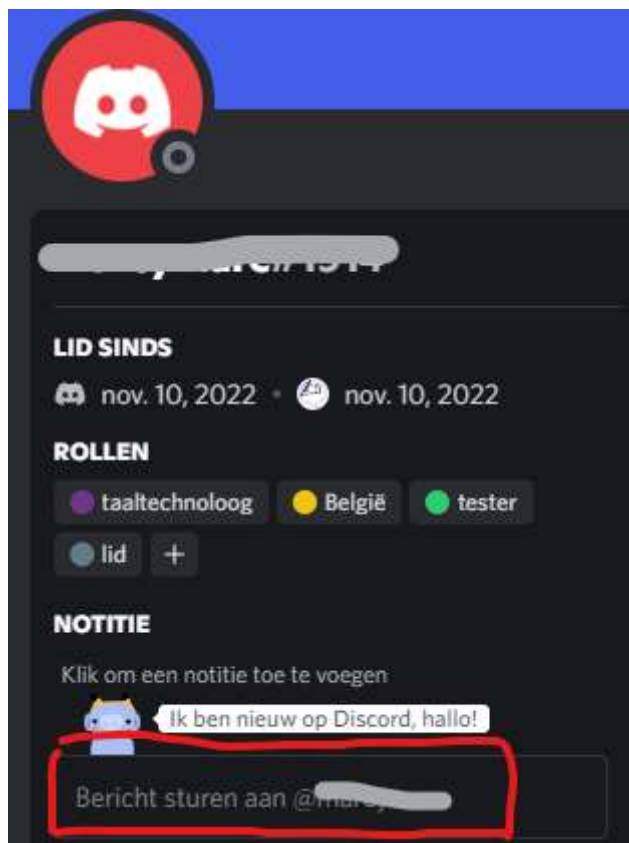 LID SINDS
nov. 10, 2022 • nov. 10, 2022
ROLLEN
taaltechnoloog België tester
lid +
NOTITIE
Klik om een notitie toe te voegen
Ik ben nieuw op Discord, hallo!
Bericht sturen aan